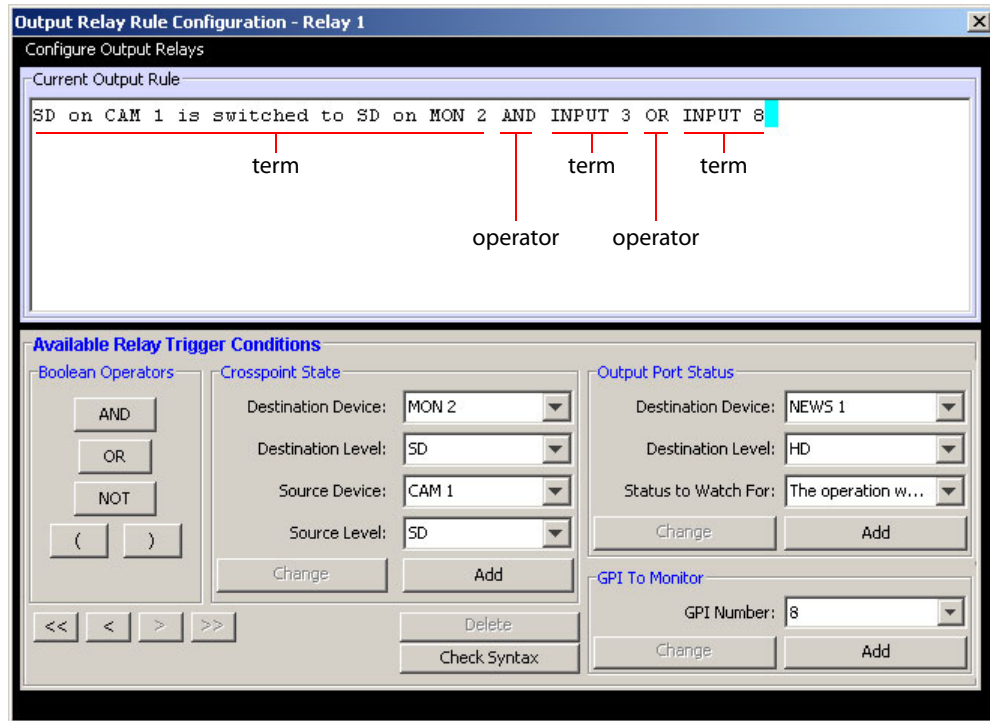 Output Relay Rule Configuration - Relay 1
Configure Output Relays
Current Output Rule
SD on CAM 1 is switched to SD on MON 2 AND INPUT 3 OR INPUT 8
term term term
operator operator
Available Relay Trigger Conditions
Boolean Operators
AND
OR
NOT
( )
Crosspoint State
Destination Device: MON 2
Destination Level: SD
Source Device: CAM 1
Source Level: SD
Change Add
Output Port Status
Destination Device: NEWS 1
Destination Level: HD
Status to Watch For: The operation w...
Change Add
GPI To Monitor
GPI Number: 8
Change Add
<< < > >>
Delete
Check Syntax